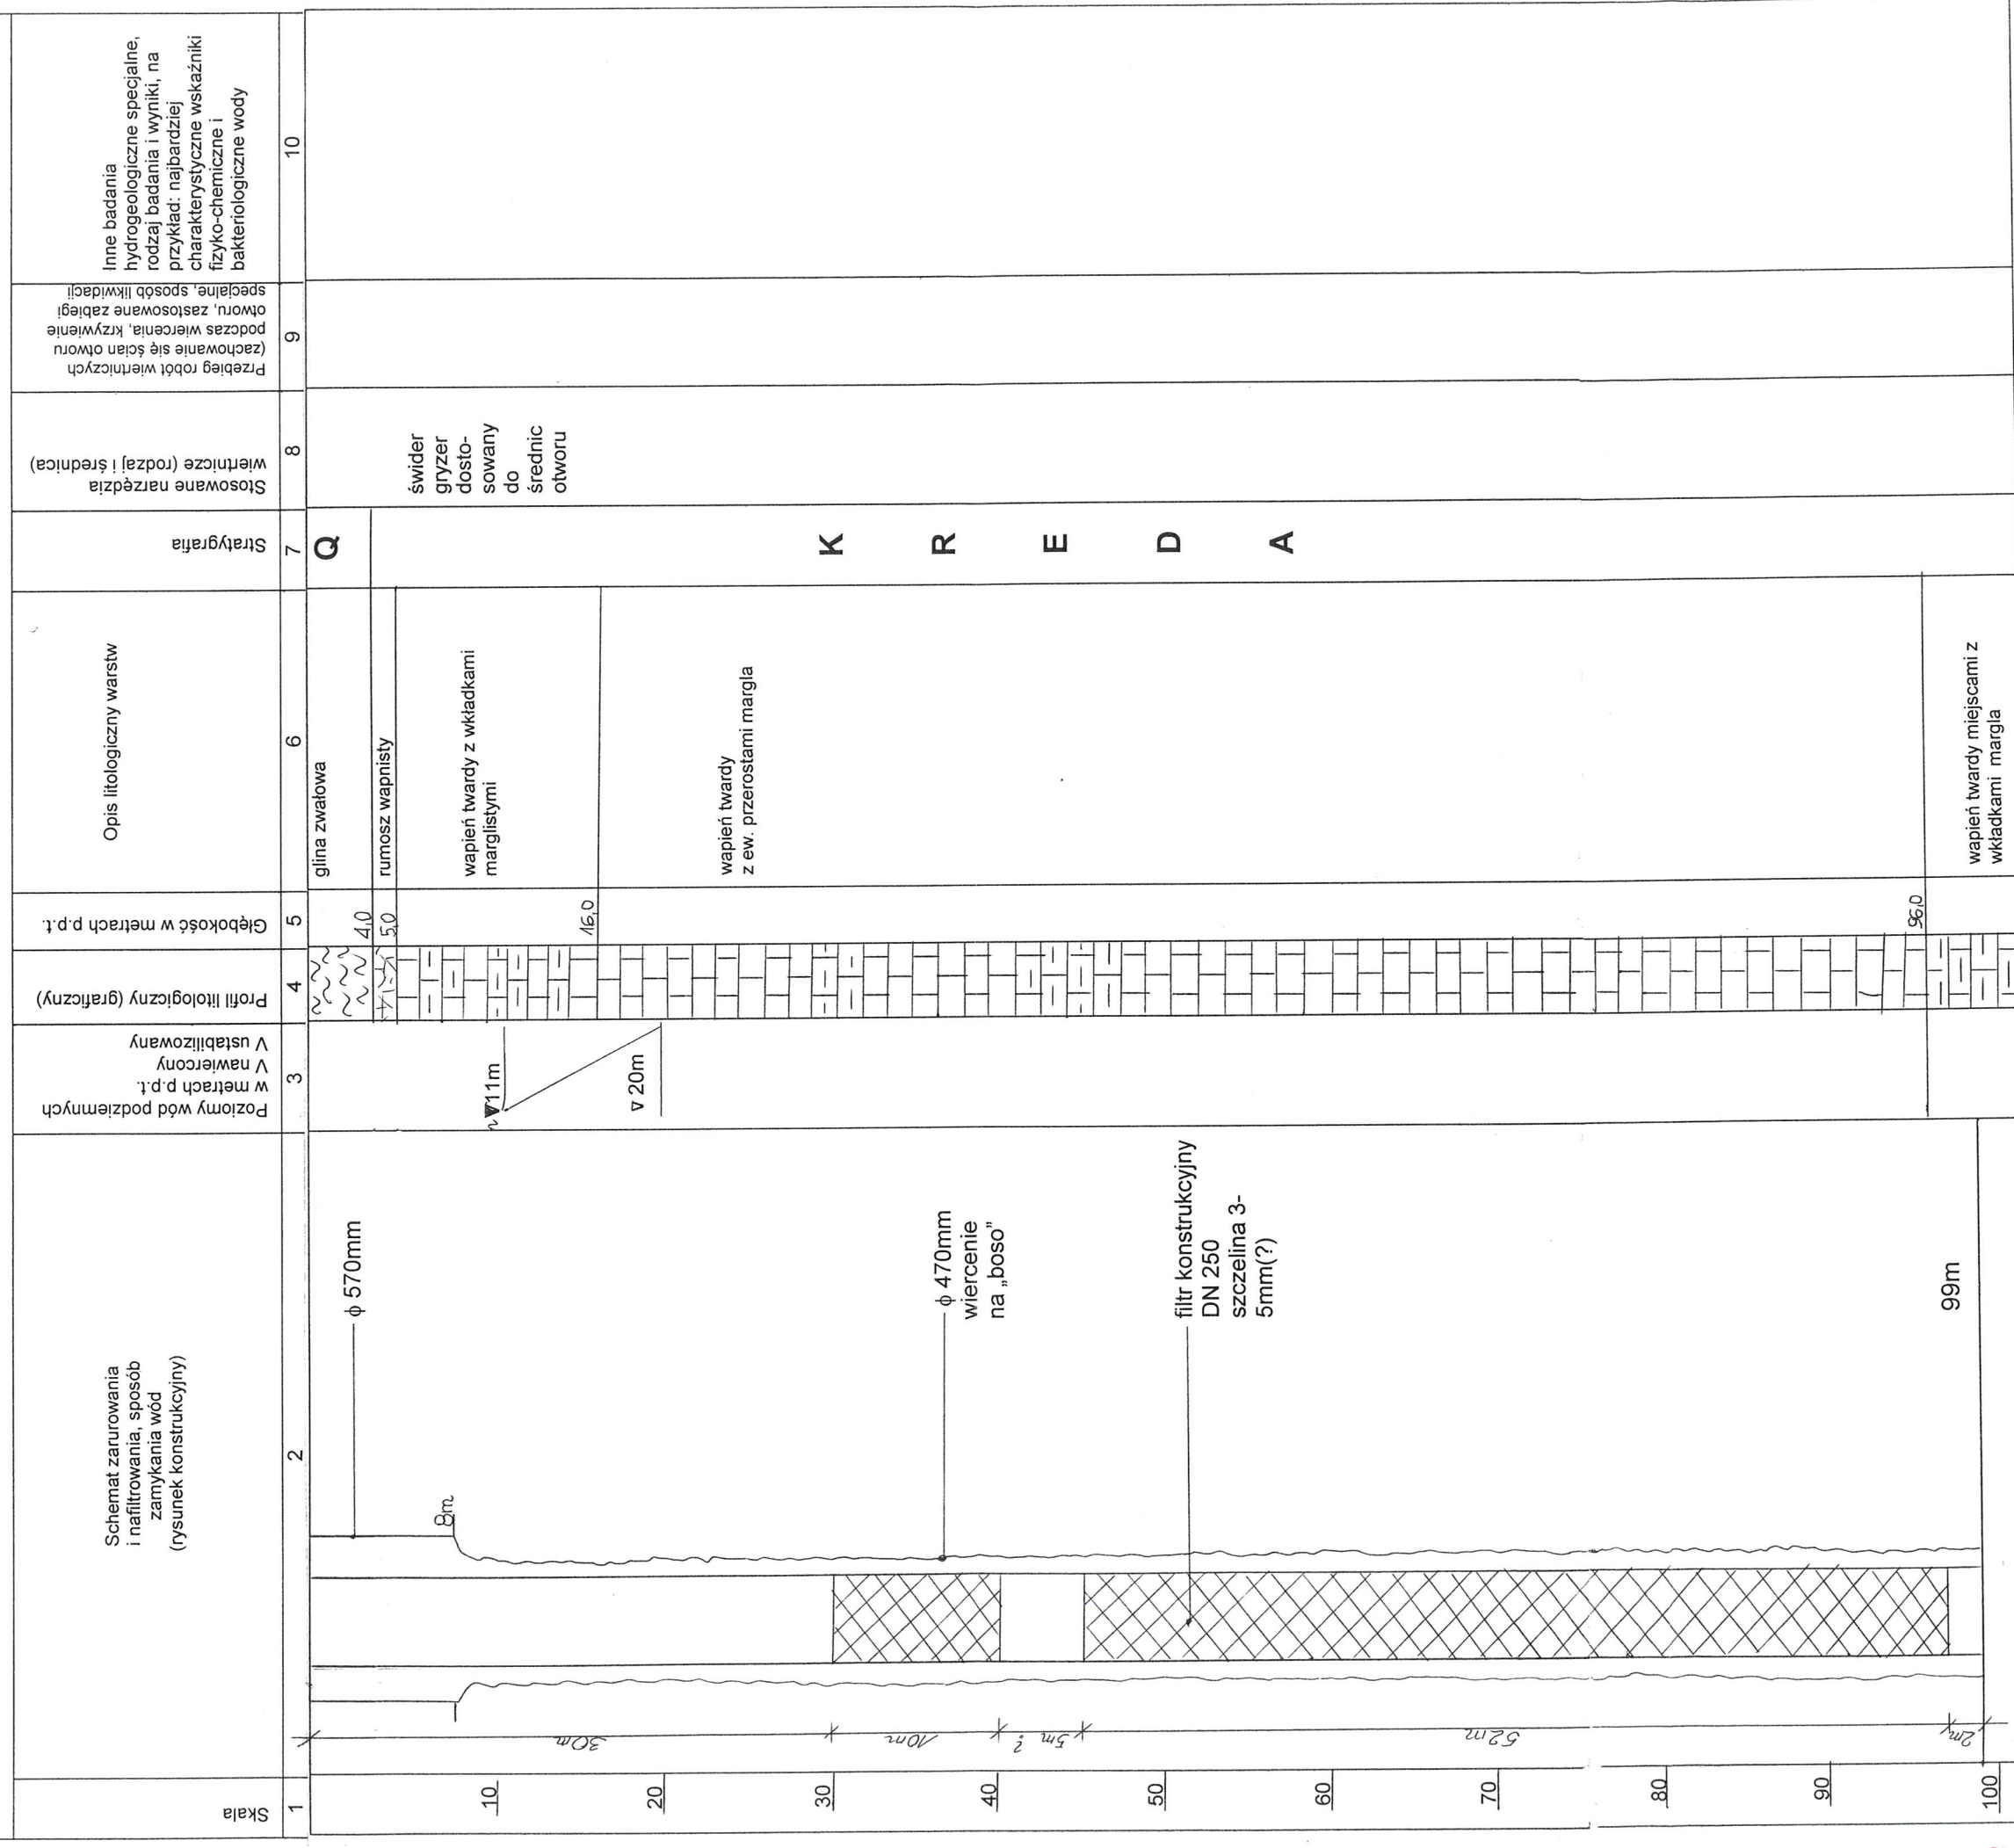 Skala
Schemat zarurowania
i nafiltrowania, sposób
zamykania wód
(rysunek konstrukcyjny)
Poziomy wód podziemnych
w metrach p.p.t.
V nawiercony
V ustabilizowany
Profil litologiczny (graficzny)
Głębokość w metrach p.p.t.
Opis litologiczny warstw
Stratygrafia
Stosowane narzędzia
wiertnicze (rodzaj i średnica)
Przebieg robót wiertniczych
(zachowanie się ścian otworu
podczas wiercenia, krzywienie
otworu, zastosowane zabiegi
specjalne, sposób likwidacji
Inne badania
hydrogeologiczne specjalne,
rodzaj badania i wyniki, na
przykład: najbardziej
charakterystyczne wskaźniki
fizyko-chemiczne i
bakteriologiczne wody
1
2
3
4
5
6
7
8
9
10
10
20
30
40
50
60
70
80
90
100
30m
10m
5m ?
52m
2m
8m
ϕ 570mm
ϕ 470mm
wiercenie
na „boso”
filtr konstrukcyjny
DN 250
szczelina 3-
5mm(?)
99m
~▼11m
∇ 20m
4,0
5,0
16,0
96,0
glina zwałowa
rumosz wapnisty
wapień twardy z wkładkami
marglistymi
wapień twardy
z ew. przerostami margla
wapień twardy miejscami z
wkładkami margla
Q
K
R
E
D
A
świder
gryzer
dosto-
sowany
do
średnic
otworu